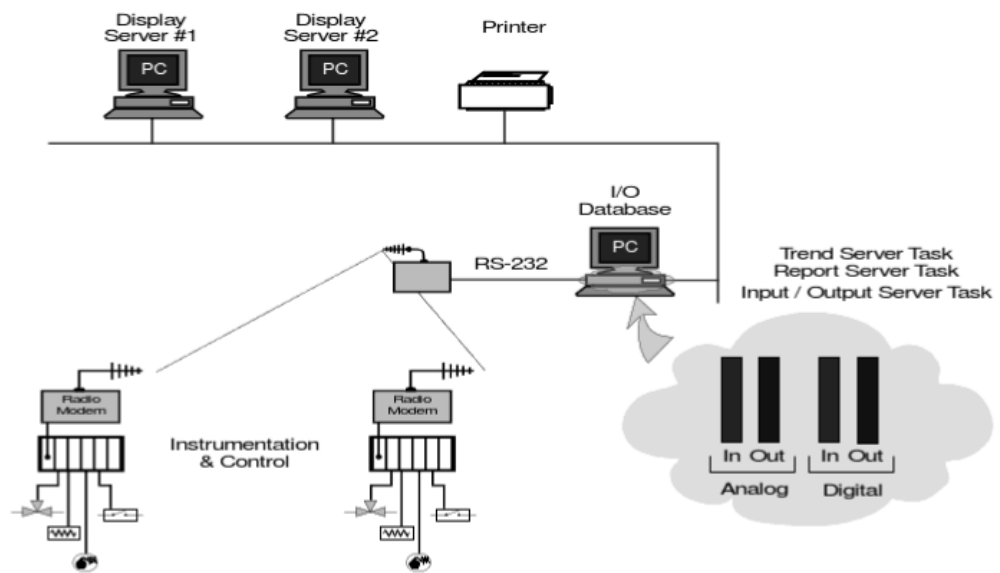 Display
Server #1
Display
Server #2
Printer
PC
PC
I/O
Database
PC
RS-232
Trend Server Task
Report Server Task
Input / Output Server Task
Radio
Modem
Radio
Modem
Instrumentation
& Control
In Out
In Out
Analog
Digital